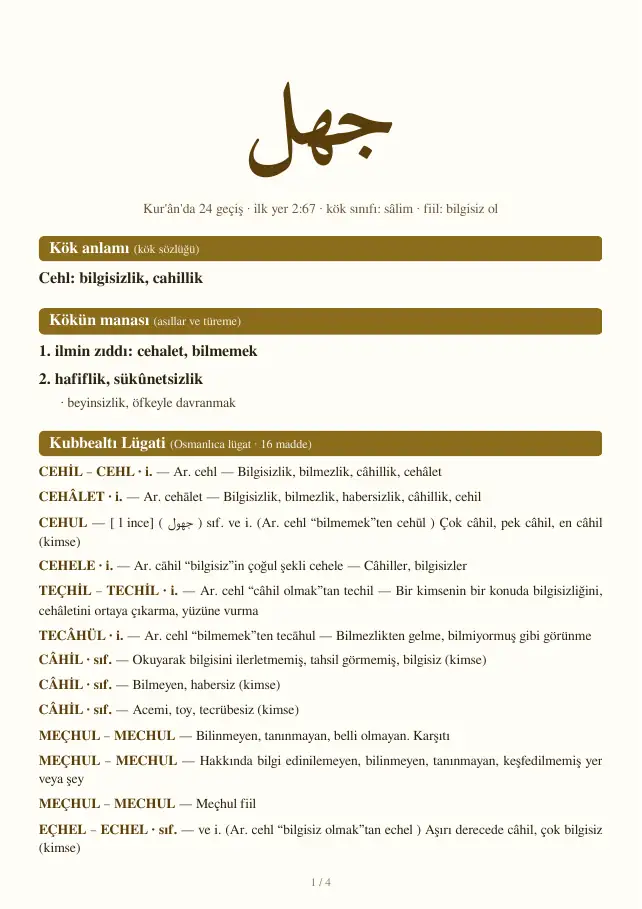 جهل
Kur'ân'da 24 geçiş · ilk yer 2:67 · kök sınıfı: sâlim · fiil: bilgisiz ol
Kök anlamı (kök sözlüğü)
Cehl: bilgisizlik, cahillik
Kökün manası (asıllar ve türeme)
1. ilmin zıddı: cehalet, bilmemek
2. hafiflik, sükûnetsizlik
· beyinsizlik, öfkeyle davranmak
Kubbealtı Lügati (Osmanlıca lügat · 16 madde)
CEHİL – CEHL · i. — Ar. cehl — Bilgisizlik, bilmezlik, câhillik, cehâlet
CEHÂLET · i. — Ar. cehālet — Bilgisizlik, bilmezlik, habersizlik, câhillik, cehil
CEHUL — [ l ince] ( جهول ) sıf. ve i. (Ar. cehl “bilmemek”ten cehūl ) Çok câhil, pek câhil, en câhil
(kimse)
CEHELE · i. — Ar. cāhil “bilgisiz”in çoğul şekli cehele — Câhiller, bilgisizler
TEÇHİL – TECHİL · i. — Ar. cehl “câhil olmak”tan techіl — Bir kimsenin bir konuda bilgisizliğini,
cehâletini ortaya çıkarma, yüzüne vurma
TECÂHÜL · i. — Ar. cehl “bilmemek”ten tecāhul — Bilmezlikten gelme, bilmiyormuş gibi görünme
CÂHİL · sıf. — Okuyarak bilgisini ilerletmemiş, tahsil görmemiş, bilgisiz (kimse)
CÂHİL · sıf. — Bilmeyen, habersiz (kimse)
CÂHİL · sıf. — Acemi, toy, tecrübesiz (kimse)
MEÇHUL – MECHUL — Bilinmeyen, tanınmayan, belli olmayan. Karşıtı
MEÇHUL – MECHUL — Hakkında bilgi edinilemeyen, bilinmeyen, tanınmayan, keşfedilmemiş yer
veya şey
MEÇHUL – MECHUL — Meçhul fiil
EÇHEL – ECHEL · sıf. — ve i. (Ar. cehl “bilgisiz olmak”tan echel ) Aşırı derecede câhil, çok bilgisiz
(kimse)
1 / 4